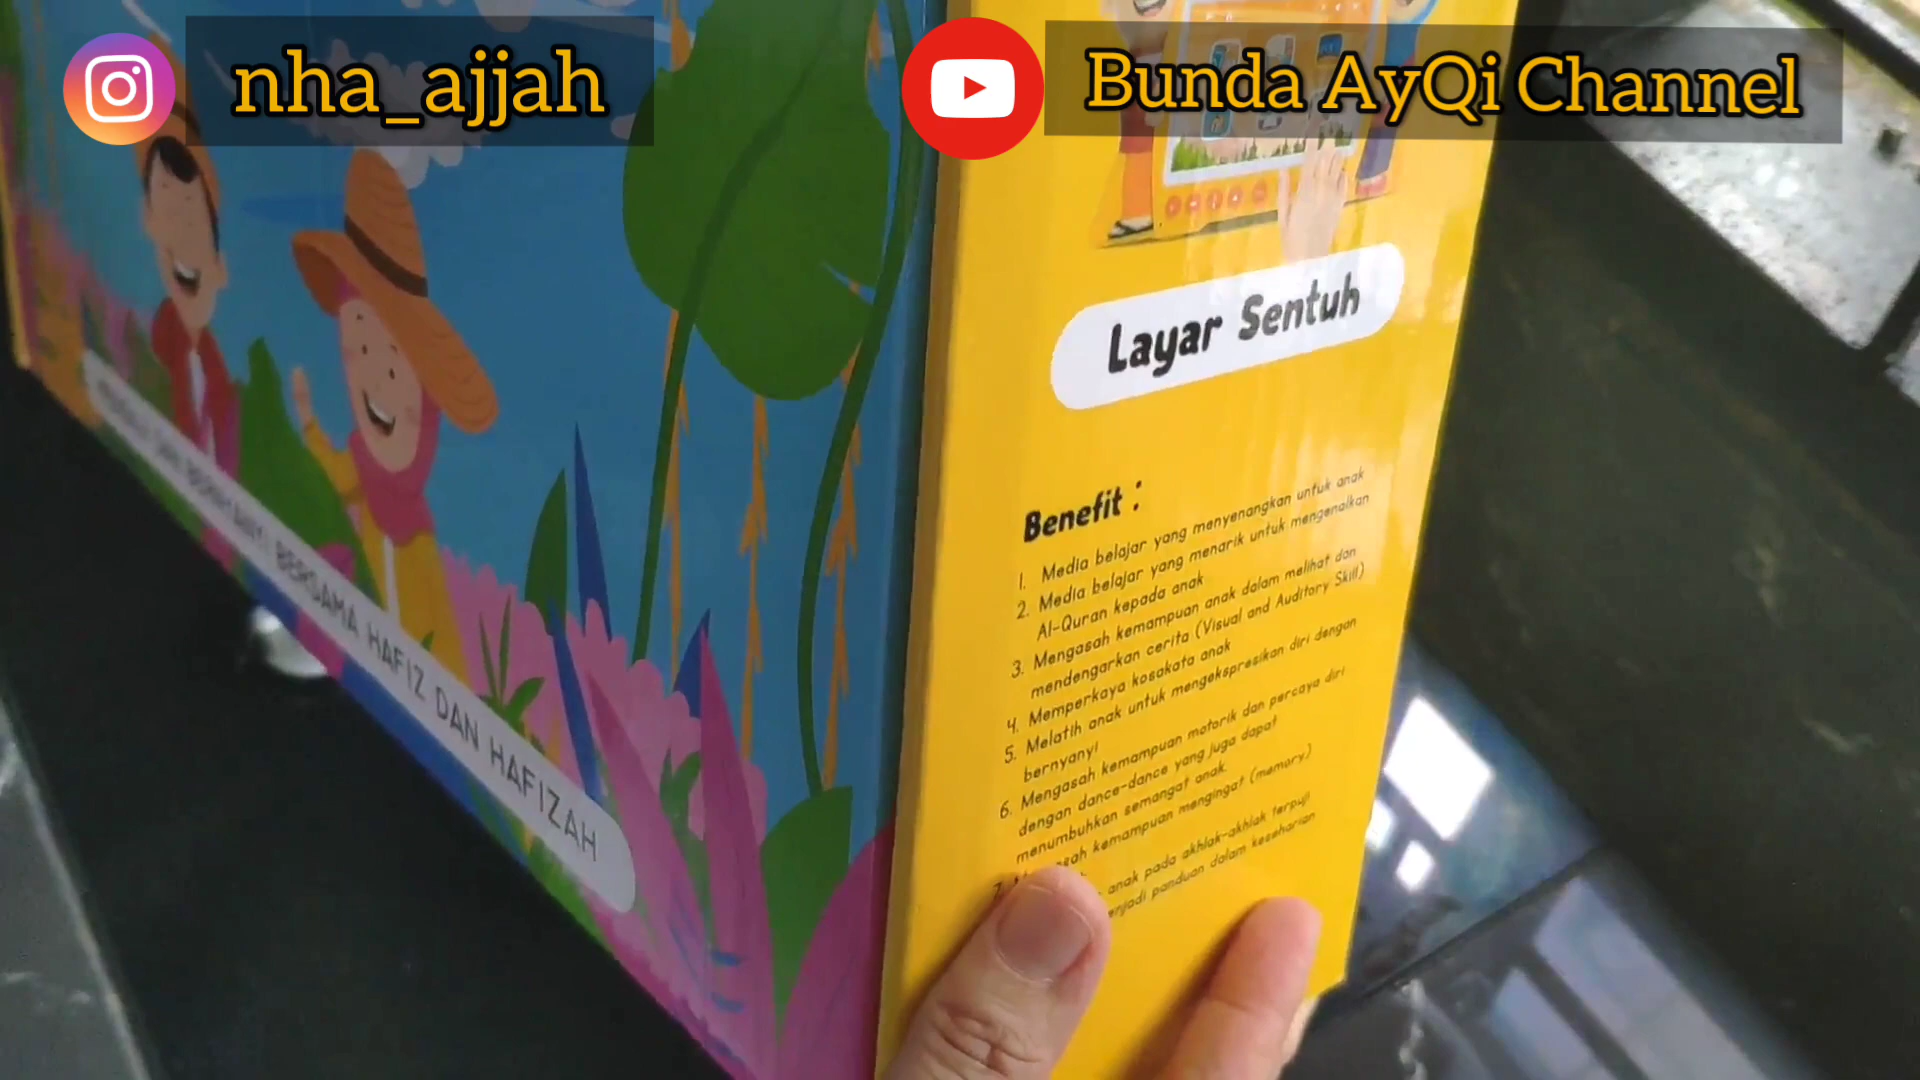 nha_ajjah
Bunda AyQi Channel
Layar Sentuh
Benefit :
1. Media belajar yang menyenangkan untuk anak
2. Media belajar yang menarik untuk mengenalkan
Al-Quran kepada anak
3. Mengasah kemampuan anak dalam melihat dan
mendengarkan cerita (Visual and Auditory Skill)
4. Memperkaya kosakata anak
5. Melatih anak untuk mengekspresikan diri dengan
bernyanyi
6. Mengasah kemampuan motorik dan percaya diri
dengan dance-dance yang juga dapat
menumbuhkan semangat anak.
7. kemampuan mengingat (memory)
anak pada akhlak-akhlak terpuji
panduan dalam keseharian
BERSAMA HAFIZ DAN HAFIZAH